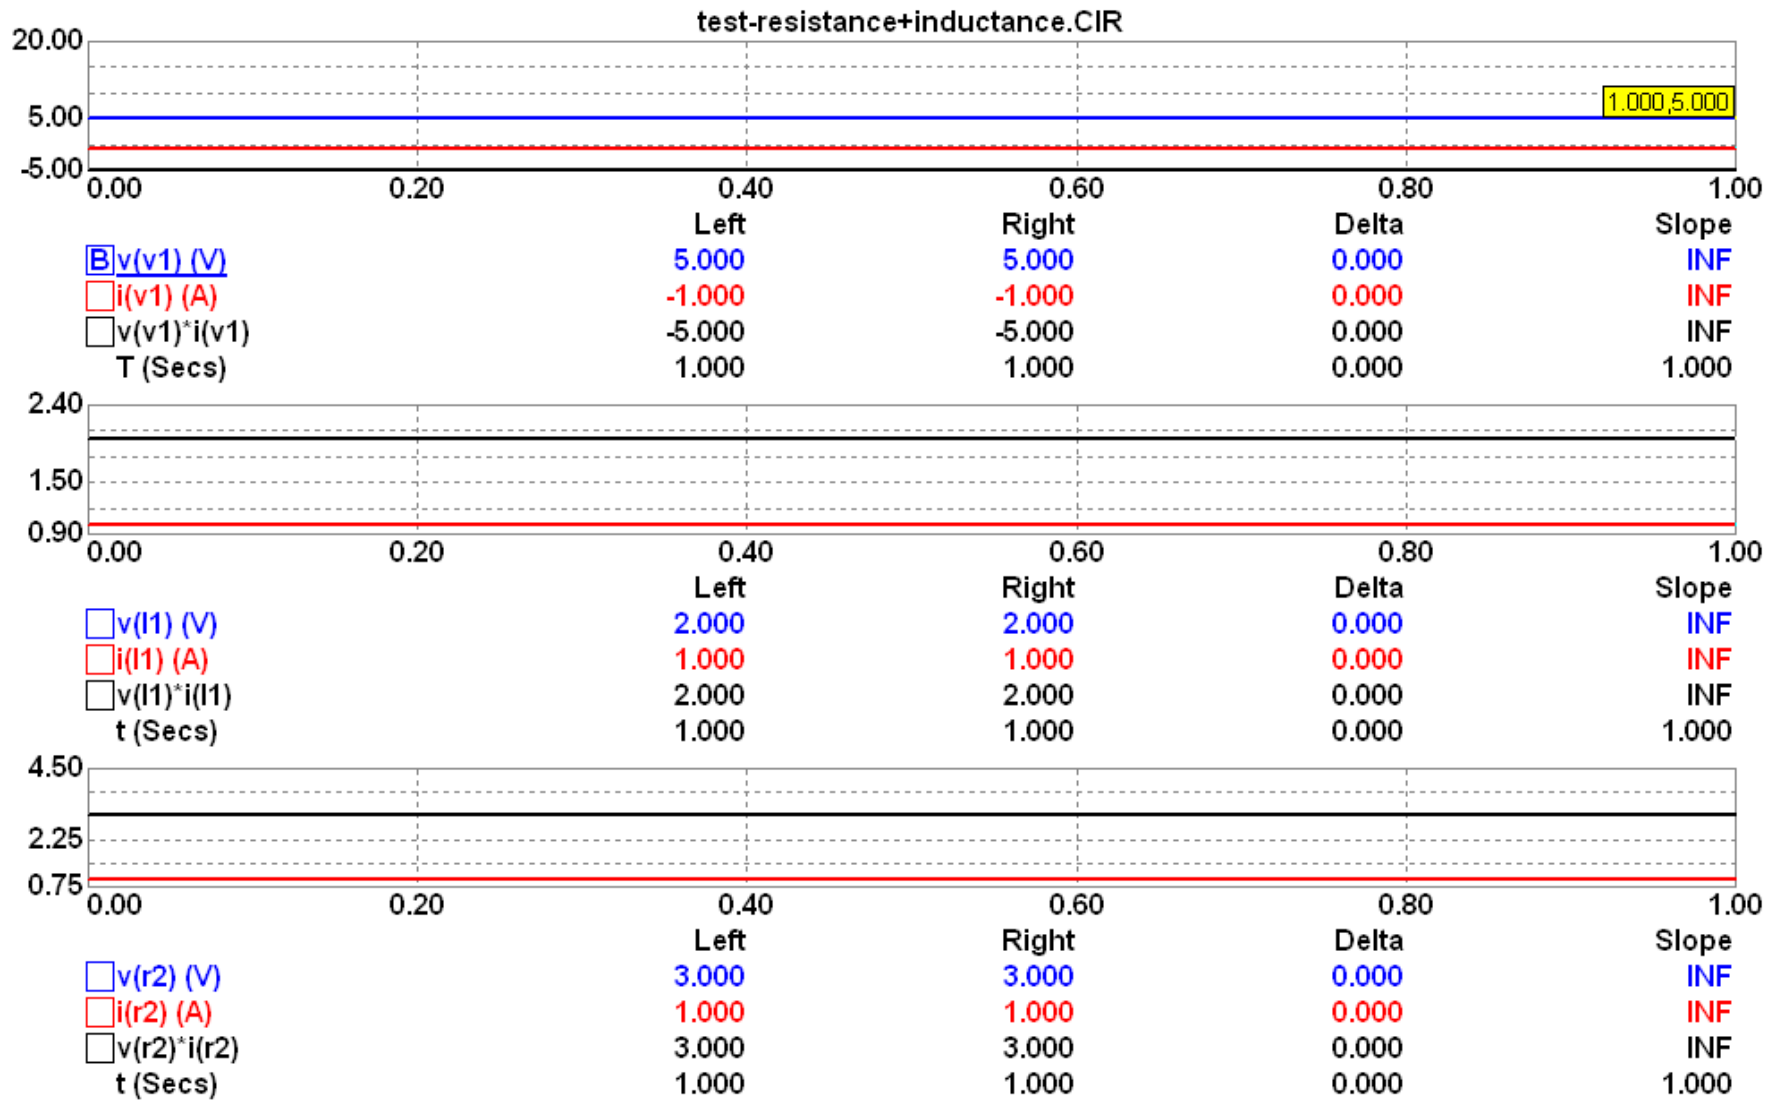 test-resistance+inductance.CIR
20.00
1.000,5.000
5.00
-5.00
0.00 0.20 0.40 0.60 0.80 1.00
Left Right Delta Slope
B v(v1) (V) 5.000 5.000 0.000 INF
i(v1) (A) -1.000 -1.000 0.000 INF
v(v1)*i(v1) -5.000 -5.000 0.000 INF
T (Secs) 1.000 1.000 0.000 1.000
2.40
1.50
0.90
0.00 0.20 0.40 0.60 0.80 1.00
Left Right Delta Slope
v(l1) (V) 2.000 2.000 0.000 INF
i(l1) (A) 1.000 1.000 0.000 INF
v(l1)*i(l1) 2.000 2.000 0.000 INF
t (Secs) 1.000 1.000 0.000 1.000
4.50
2.25
0.75
0.00 0.20 0.40 0.60 0.80 1.00
Left Right Delta Slope
v(r2) (V) 3.000 3.000 0.000 INF
i(r2) (A) 1.000 1.000 0.000 INF
v(r2)*i(r2) 3.000 3.000 0.000 INF
t (Secs) 1.000 1.000 0.000 1.000